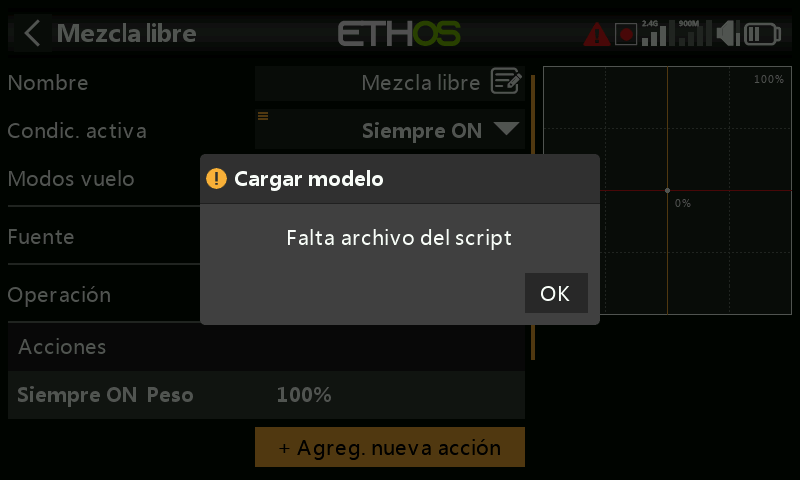 Mezcla libre
ETHOS
2.4G
900M
Nombre
Mezcla libre
100%
Condic. activa
Siempre ON
Modos vuelo
Cargar modelo
0%
Fuente
Falta archivo del script
Operación
OK
Acciones
Siempre ON Peso 100%
+ Agreg. nueva acción